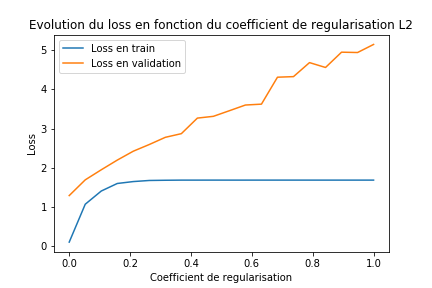 Evolution du loss en fonction du coefficient de regularisation L2
Loss en train
Loss en validation
5
4
3
2
1
0
Loss
0.0 0.2 0.4 0.6 0.8 1.0
Coefficient de regularisation